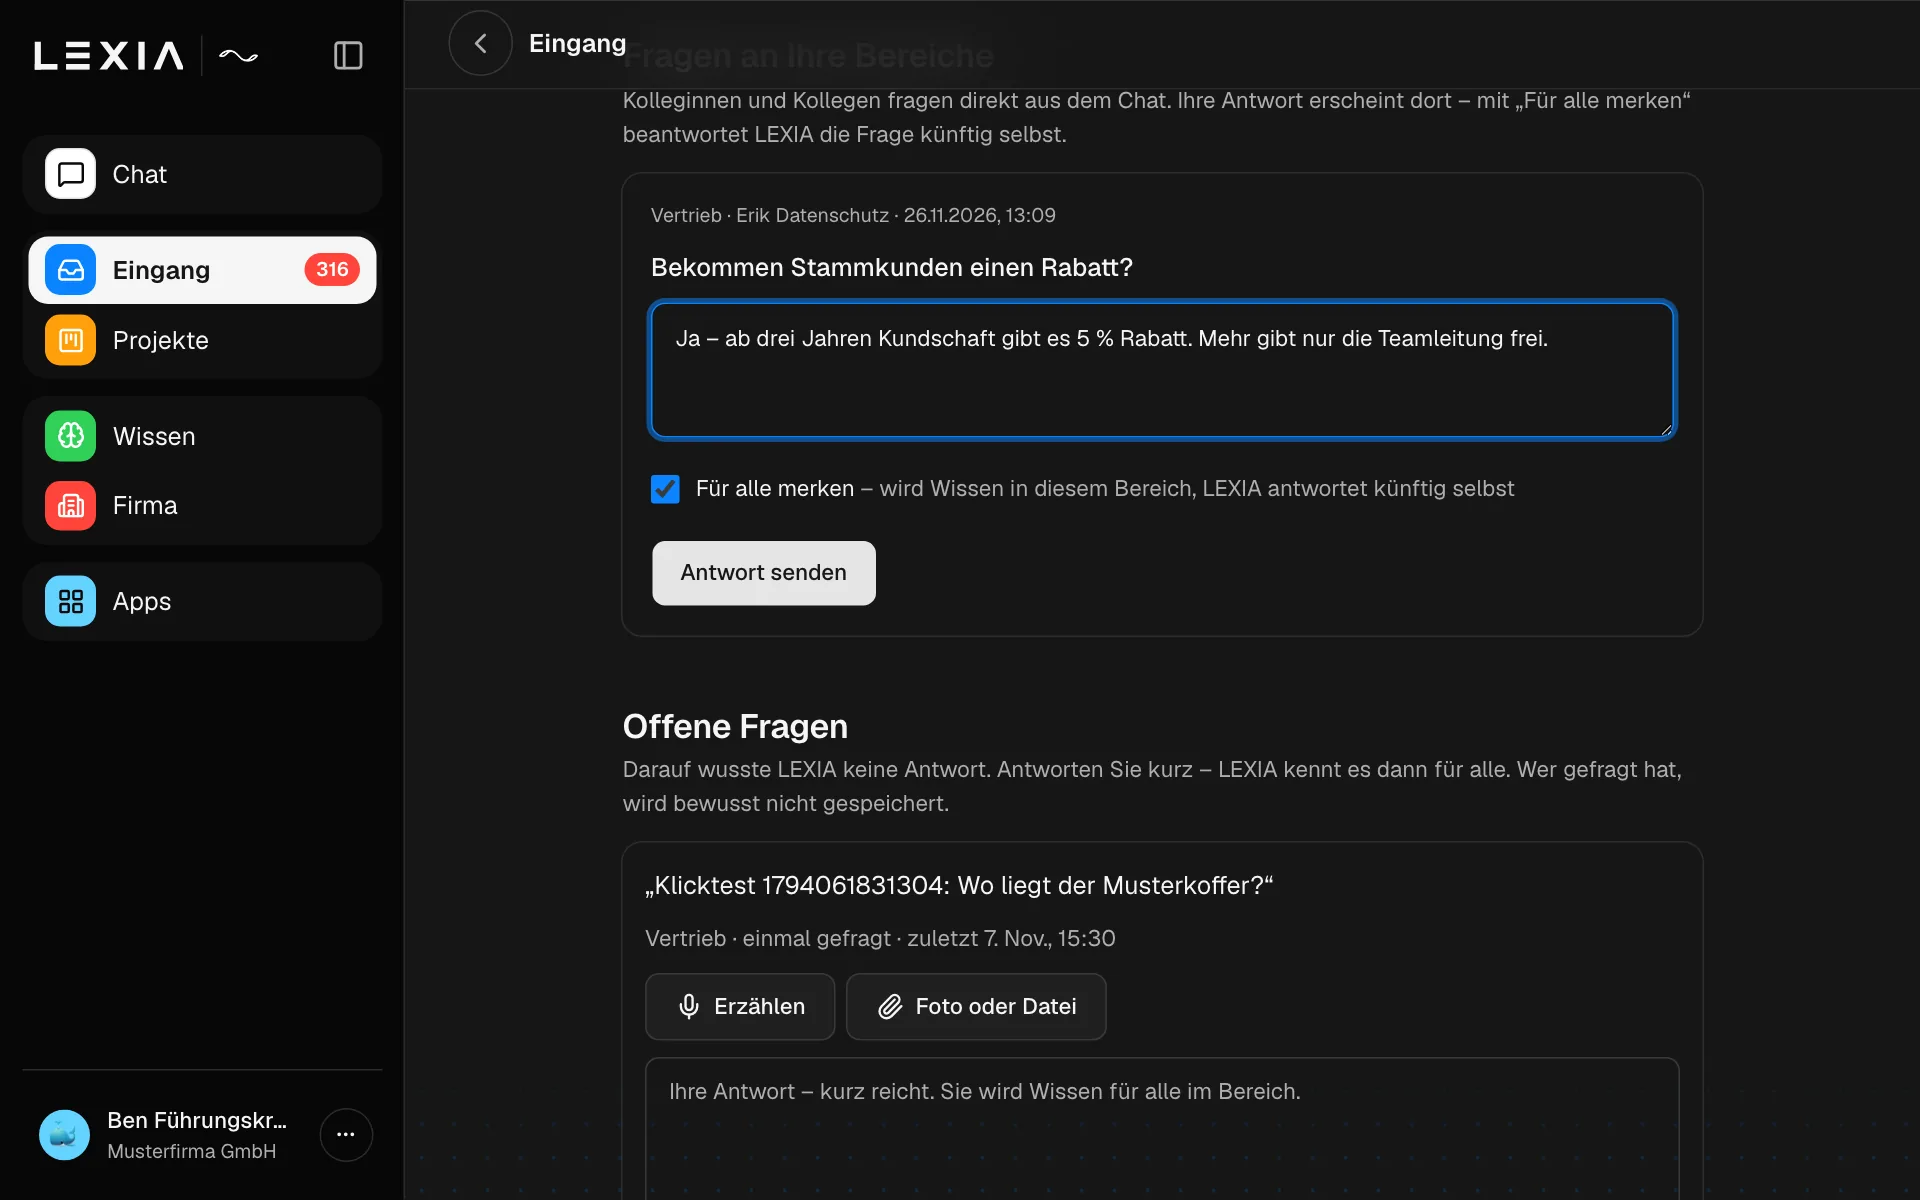 LEXIA
Chat
Eingang
316
Projekte
Wissen
Firma
Apps
Ben Führungskr...
Musterfirma GmbH
Eingang
Fragen an Ihre Bereiche
Kolleginnen und Kollegen fragen direkt aus dem Chat. Ihre Antwort erscheint dort – mit „Für alle merken“
beantwortet LEXIA die Frage künftig selbst.
Vertrieb · Erik Datenschutz · 26.11.2026, 13:09
Bekommen Stammkunden einen Rabatt?
Ja – ab drei Jahren Kundschaft gibt es 5 % Rabatt. Mehr gibt nur die Teamleitung frei.
Für alle merken – wird Wissen in diesem Bereich, LEXIA antwortet künftig selbst
Antwort senden
Offene Fragen
Darauf wusste LEXIA keine Antwort. Antworten Sie kurz – LEXIA kennt es dann für alle. Wer gefragt hat,
wird bewusst nicht gespeichert.
„Klicktest 1794061831304: Wo liegt der Musterkoffer?“
Vertrieb · einmal gefragt · zuletzt 7. Nov., 15:30
Erzählen
Foto oder Datei
Ihre Antwort – kurz reicht. Sie wird Wissen für alle im Bereich.